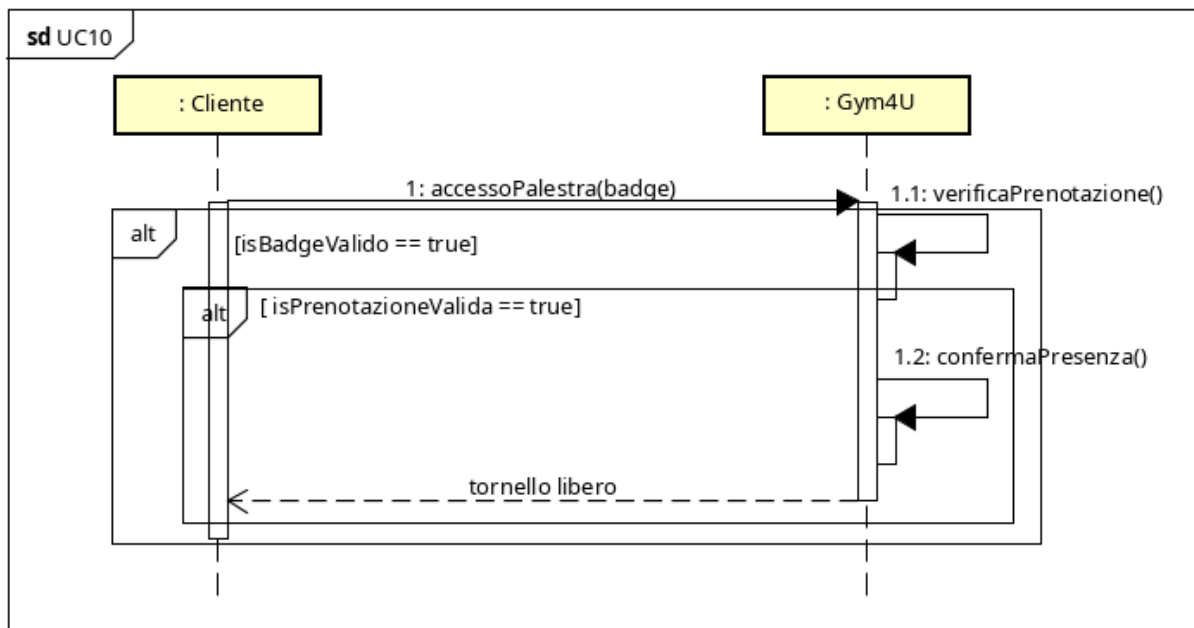 sd UC10
: Cliente
: Gym4U
1: accessoPalestra(badge)
1.1: verificaPrenotazione()
alt
[isBadgeValido == true]
alt
[ isPrenotazioneValida == true]
1.2: confermaPresenza()
tornello libero